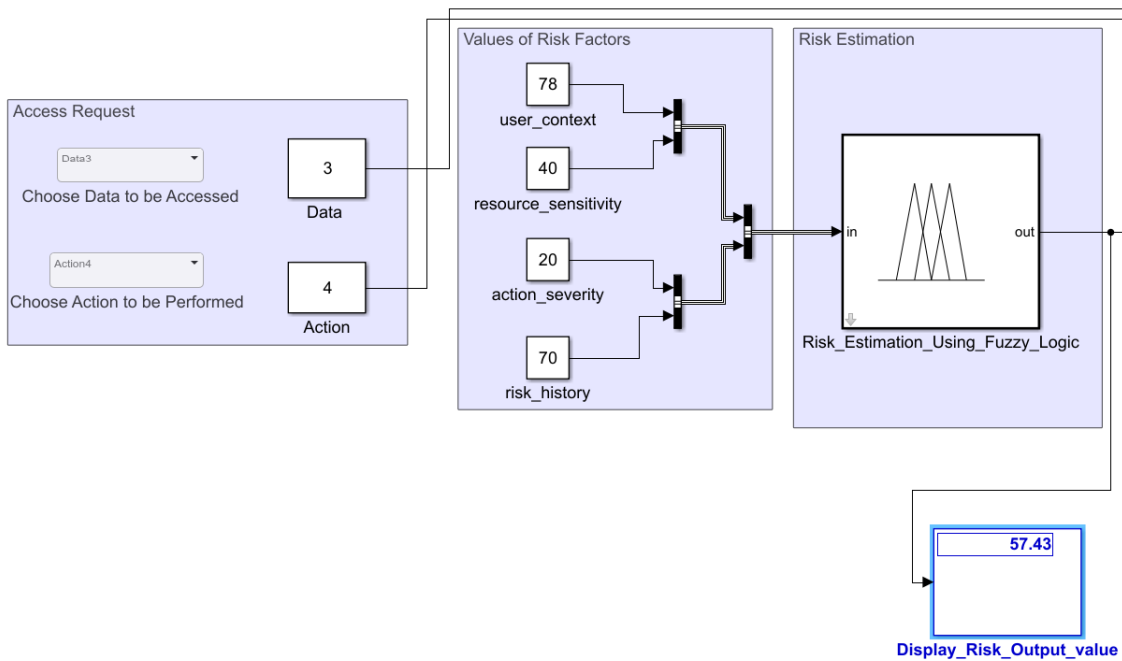 Access Request
Data3
Choose Data to be Accessed
3
Data
Action4
Choose Action to be Performed
4
Action
Values of Risk Factors
78
user_context
40
resource_sensitivity
20
action_severity
70
risk_history
Risk Estimation
in
out
Risk_Estimation_Using_Fuzzy_Logic
57.43
Display_Risk_Output_value